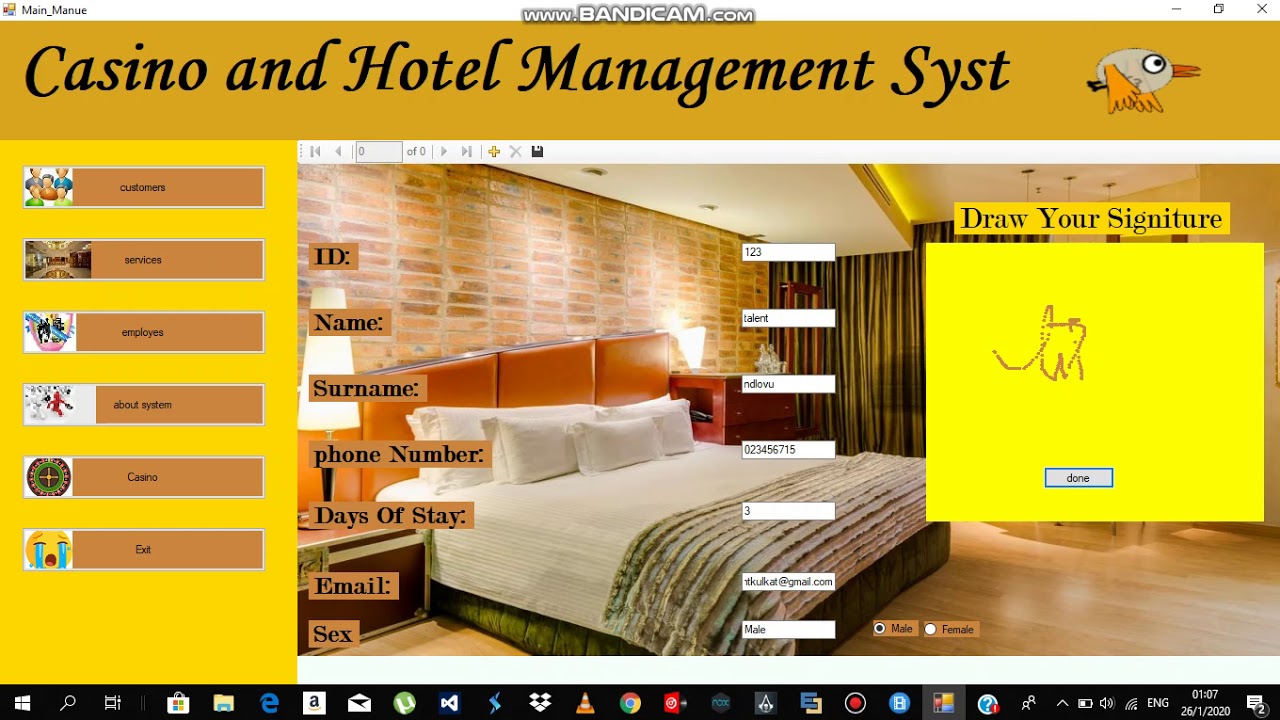 Main_Manue
www.BANDICAM.com
Casino and Hotel Management Syst
0 of 0
customers
services
employes
about system
Casino
Exit
Draw Your Signiture
ID: 123
Name: talent
Surname: ndlovu
phone Number: 023456715
Days Of Stay: 3
done
Email: ntkulkat@gmail.com
Sex Male Male Female
ENG
01:07
26/1/2020
2